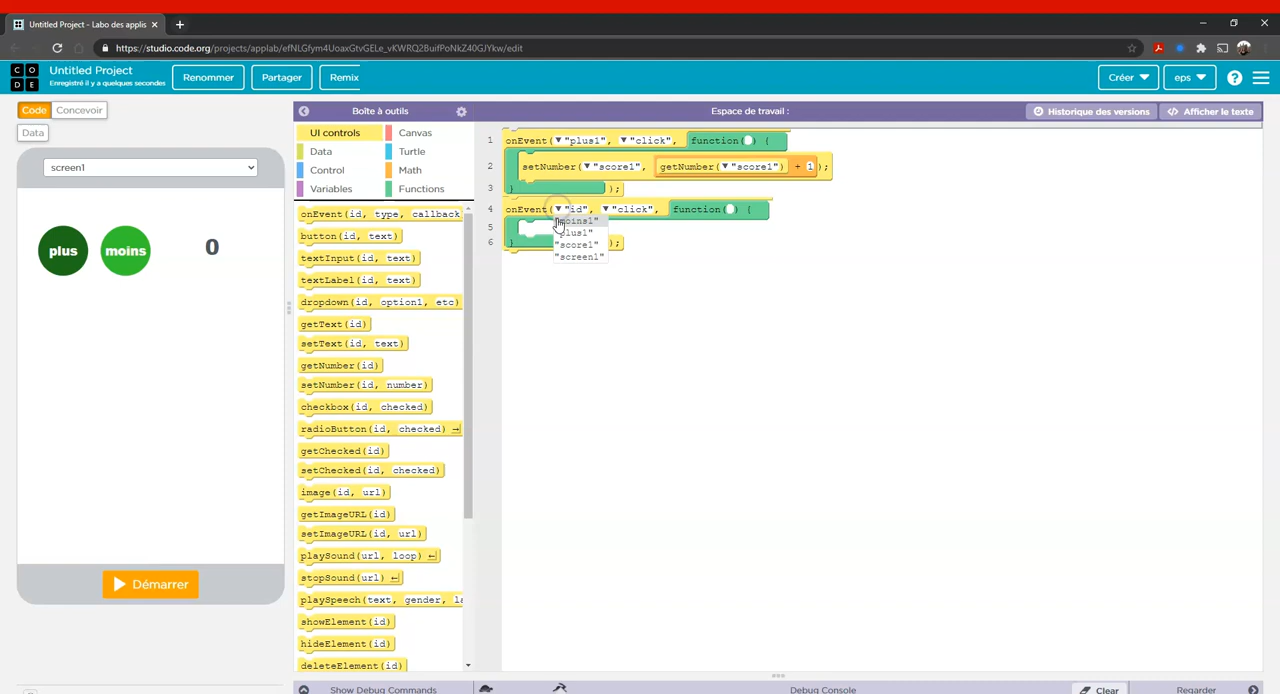 Untitled Project - Labo des applis
https://studio.code.org/projects/applab/efNLGfym4UoaxGtvGELe_vKWRQ2BuifPoNkZ40GJYkw/edit
CODE
Untitled Project
Enregistré il y a quelques secondes
Renommer
Partager
Remix
Créer
eps
Code
Concevoir
Data
Boîte à outils
Espace de travail :
Historique des versions
Afficher le texte
screen1
plus
moins
0
Démarrer
UI controls
Canvas
Data
Turtle
Control
Math
Variables
Functions
onEvent(id, type, callback
button(id, text)
textInput(id, text)
textLabel(id, text)
dropdown(id, option1, etc)
getText(id)
setText(id, text)
getNumber(id)
setNumber(id, number)
checkbox(id, checked)
radioButton(id, checked)
getChecked(id)
setChecked(id, checked)
image(id, url)
getImageURL(id)
setImageURL(id, url)
playSound(url, loop)
stopSound(url)
playSpeech(text, gender, la
showElement(id)
hideElement(id)
deleteElement(id)
1 onEvent("plus1", "click", function() {
2 setNumber("score1", getNumber("score1") + 1);
3 } );
4 onEvent("id", "click", function() {
5
6 } );
"moins1"
"plus1"
"score1"
"screen1"
Show Debug Commands
Debug Console
Clear
Regarder